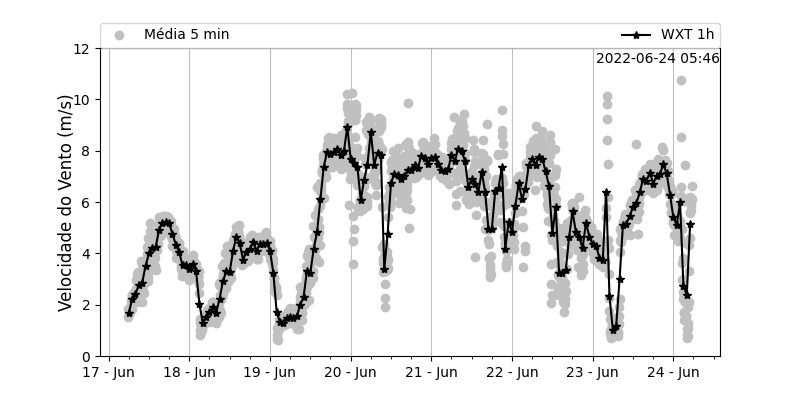 Média 5 min
WXT 1h
2022-06-24 05:46
Velocidade do Vento (m/s)
12
10
8
6
4
2
0
17 - Jun
18 - Jun
19 - Jun
20 - Jun
21 - Jun
22 - Jun
23 - Jun
24 - Jun